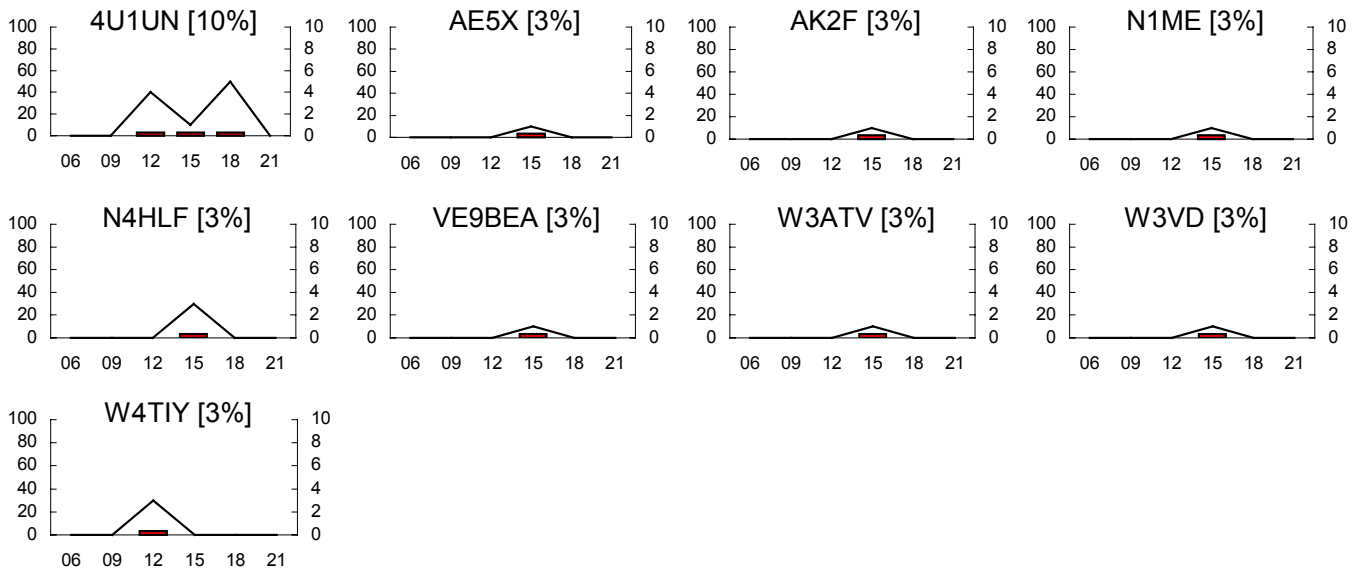 4U1UN [10%]
100 80 60 40 20 0
10 8 6 4 2 0
06 09 12 15 18 21
AE5X [3%]
100 80 60 40 20 0
10 8 6 4 2 0
06 09 12 15 18 21
AK2F [3%]
100 80 60 40 20 0
10 8 6 4 2 0
06 09 12 15 18 21
N1ME [3%]
100 80 60 40 20 0
10 8 6 4 2 0
06 09 12 15 18 21
N4HLF [3%]
100 80 60 40 20 0
10 8 6 4 2 0
06 09 12 15 18 21
VE9BEA [3%]
100 80 60 40 20 0
10 8 6 4 2 0
06 09 12 15 18 21
W3ATV [3%]
100 80 60 40 20 0
10 8 6 4 2 0
06 09 12 15 18 21
W3VD [3%]
100 80 60 40 20 0
10 8 6 4 2 0
06 09 12 15 18 21
W4TIY [3%]
100 80 60 40 20 0
10 8 6 4 2 0
06 09 12 15 18 21